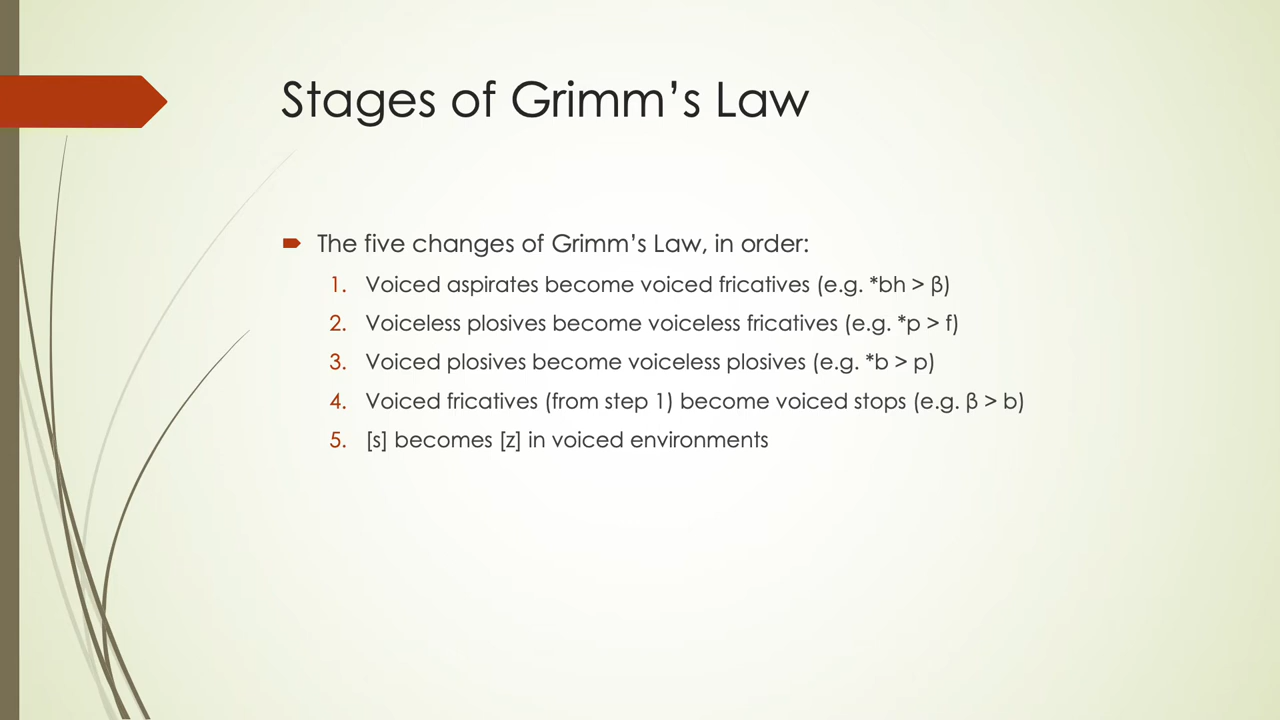 Stages of Grimm’s Law
The five changes of Grimm’s Law, in order:
1. Voiced aspirates become voiced fricatives (e.g. *bh > β)
2. Voiceless plosives become voiceless fricatives (e.g. *p > f)
3. Voiced plosives become voiceless plosives (e.g. *b > p)
4. Voiced fricatives (from step 1) become voiced stops (e.g. β > b)
5. [s] becomes [z] in voiced environments